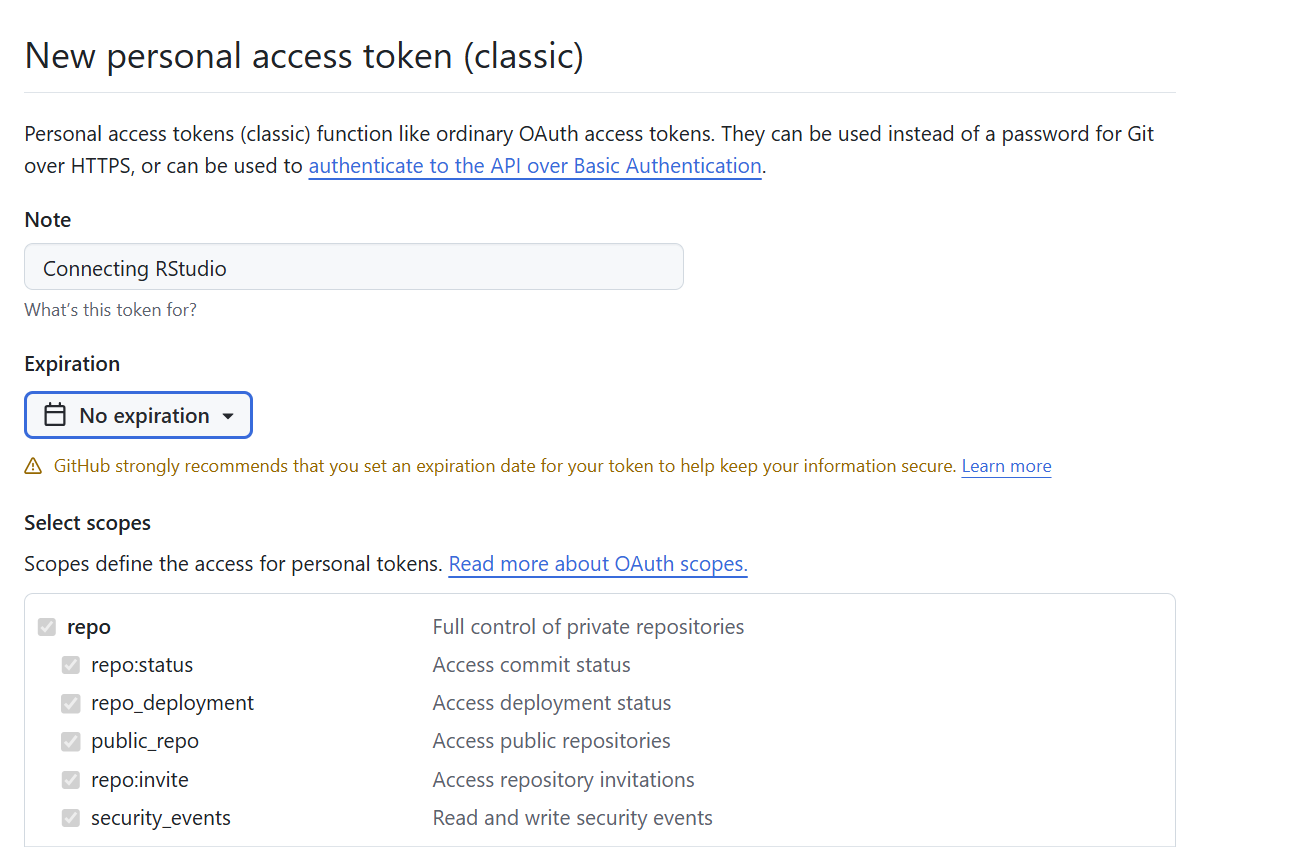 New personal access token (classic)
Personal access tokens (classic) function like ordinary OAuth access tokens. They can be used instead of a password for Git
over HTTPS, or can be used to authenticate to the API over Basic Authentication.
Note
Connecting RStudio
What's this token for?
Expiration
No expiration
GitHub strongly recommends that you set an expiration date for your token to help keep your information secure. Learn more
Select scopes
Scopes define the access for personal tokens. Read more about OAuth scopes.
repo Full control of private repositories
repo:status Access commit status
repo_deployment Access deployment status
public_repo Access public repositories
repo:invite Access repository invitations
security_events Read and write security events